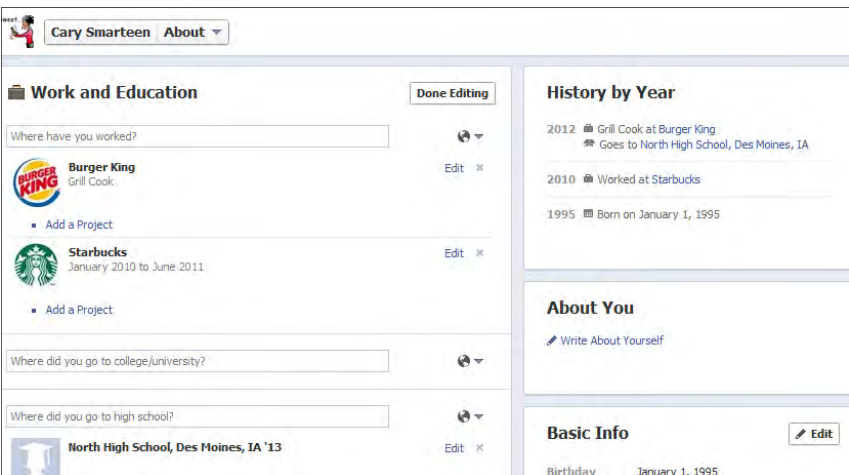 weet.
Cary Smarteen About
Work and Education
Done Editing
Where have you worked?
BURGER KING
Burger King
Grill Cook
Edit ×
Add a Project
Starbucks
January 2010 to June 2011
Edit ×
Add a Project
Where did you go to college/university?
Where did you go to high school?
North High School, Des Moines, IA '13
Edit ×
History by Year
2012 Grill Cook at Burger King
Goes to North High School, Des Moines, IA
2010 Worked at Starbucks
1995 Born on January 1, 1995
About You
Write About Yourself
Basic Info
Edit
Birthday January 1, 1995